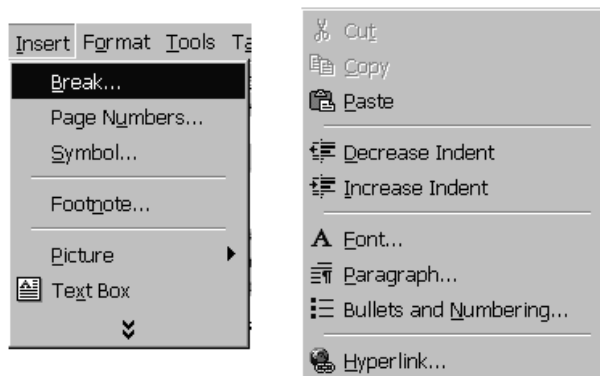 Insert Format Tools Ta
Break...
Page Numbers...
Symbol...
Footnote...
Picture
Text Box
Cut
Copy
Paste
Decrease Indent
Increase Indent
Font...
Paragraph...
Bullets and Numbering...
Hyperlink...